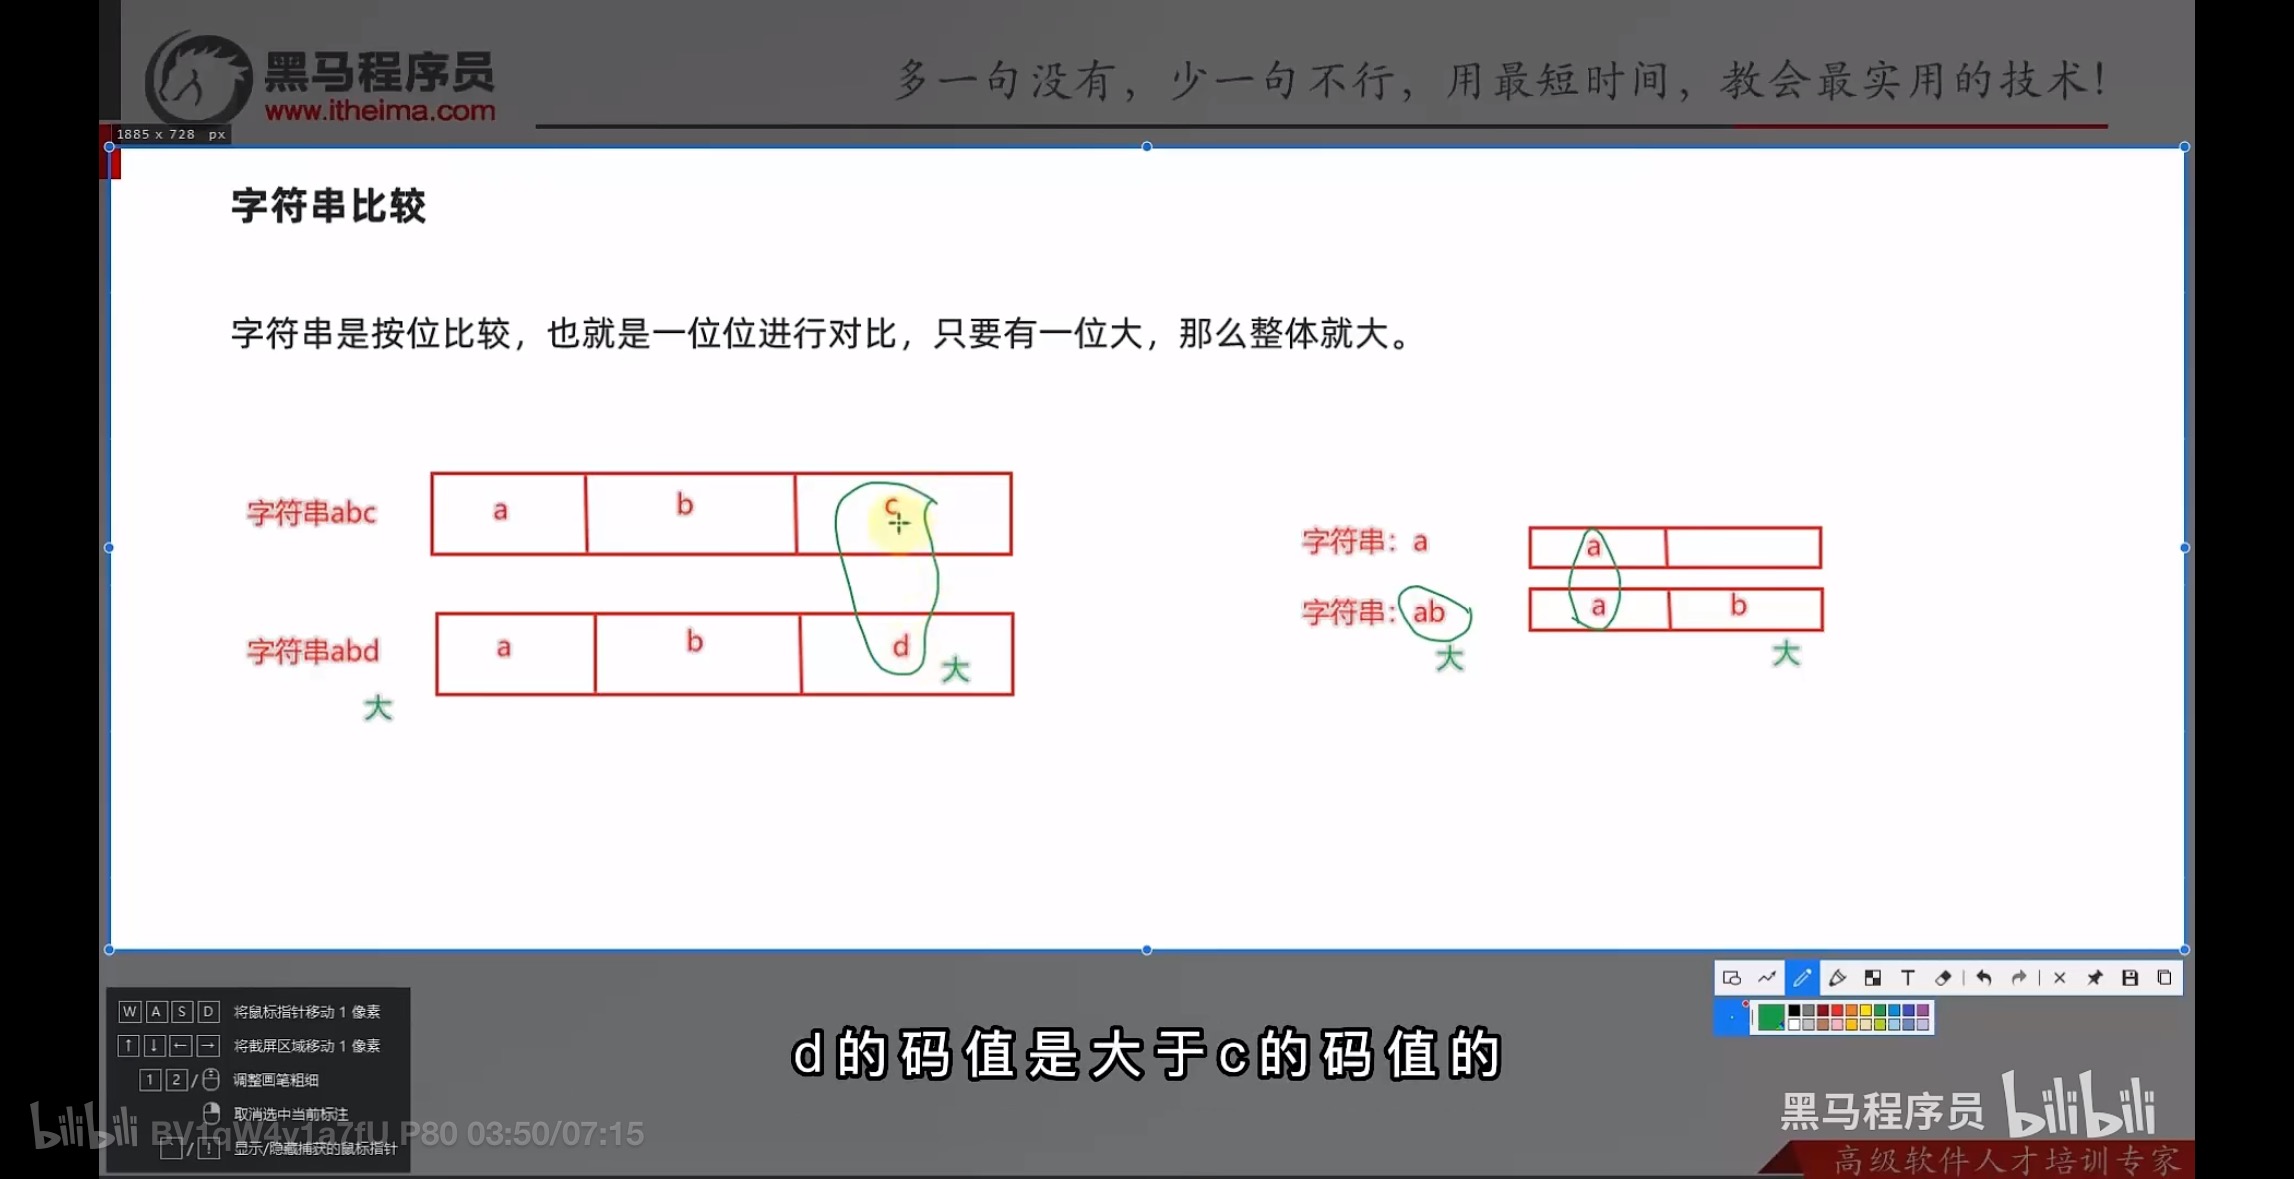 黑马程序员
www.itheima.com
多一句没有，少一句不行，用最短时间，教会最实用的技术！
1885 x 728 px
字符串比较
字符串是按位比较，也就是一位位进行对比，只要有一位大，那么整体就大。
字符串abc
a b c
字符串abd
a b d
大
大
字符串：a
a
字符串：ab
a b
大
大
W A S D 将鼠标指针移动 1 像素
↑ ↓ ← → 将截屏区域移动 1 像素
1 2 / 调整画笔粗细
取消选中当前标注
/ 显示/隐藏捕获的鼠标指针
bilibili BV1qW4y1a7fU P80 03:50/07:15
d的码值是大于c的码值的
T
黑马程序员 bilibili
高级软件人才培训专家